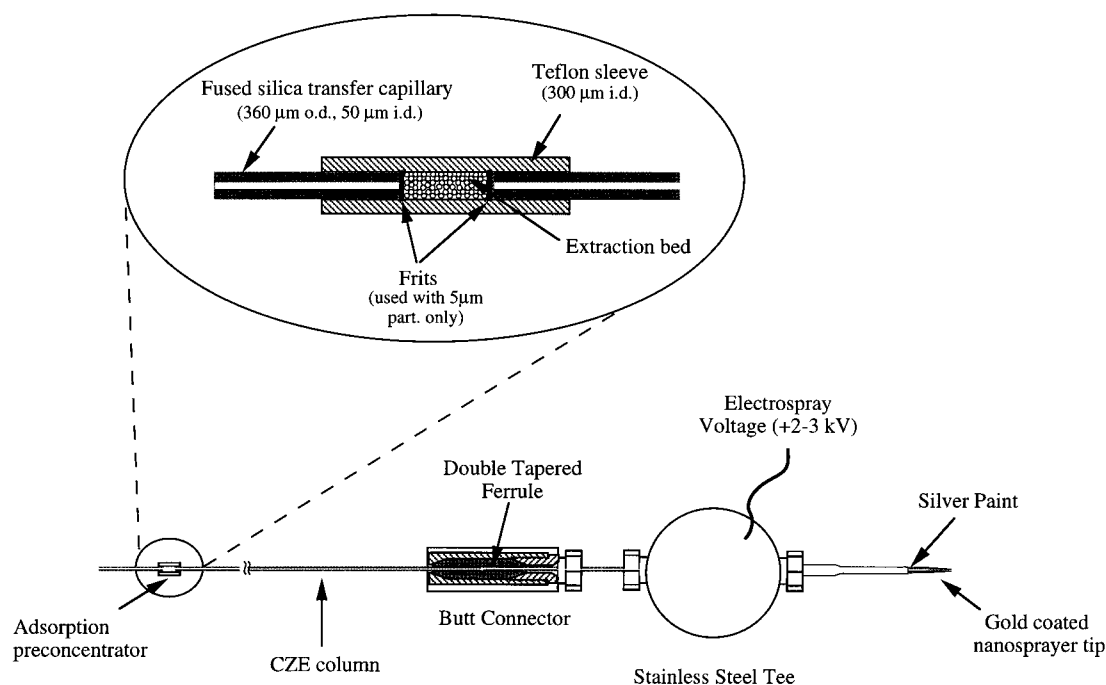 Teflon sleeve
(300 µm i.d.)
Fused silica transfer capillary
(360 µm o.d., 50 µm i.d.)
Extraction bed
Frits
(used with 5µm
part. only)
Electrospray
Voltage (+2-3 kV)
Double Tapered
Ferrule
Silver Paint
Butt Connector
Adsorption
preconcentrator
CZE column
Stainless Steel Tee
Gold coated
nanosprayer tip